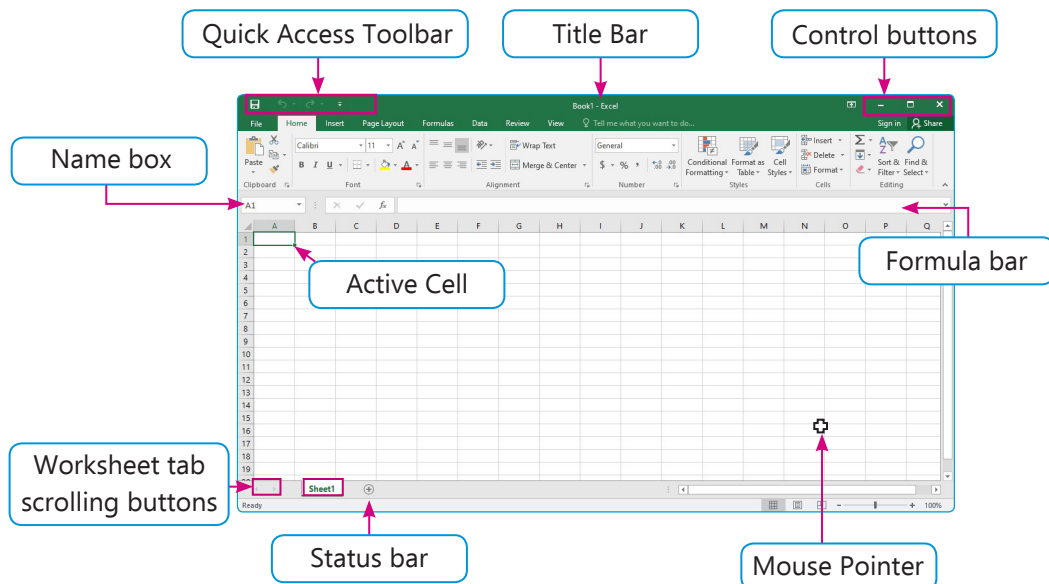 Quick Access Toolbar
Title Bar
Control buttons
Book1 - Excel
File Home Insert Page Layout Formulas Data Review View Tell me what you want to do... Sign in Share
Name box
Paste
Calibri 11 A A
B I U A
Wrap Text
Merge & Center
General
$ % , .0 .00
Conditional Formatting
Format as Table
Cell Styles
Insert
Delete
Format
Sort & Filter
Find & Select
Clipboard Font Alignment Number Styles Cells Editing
A1 fx
A B C D E F G H I J K L M N O P Q
1
2
3
4
5
6
7
8
9
10
11
12
13
14
15
16
17
18
19
Active Cell
Formula bar
Worksheet tab
scrolling buttons
Sheet1
Ready
100%
Status bar
Mouse Pointer